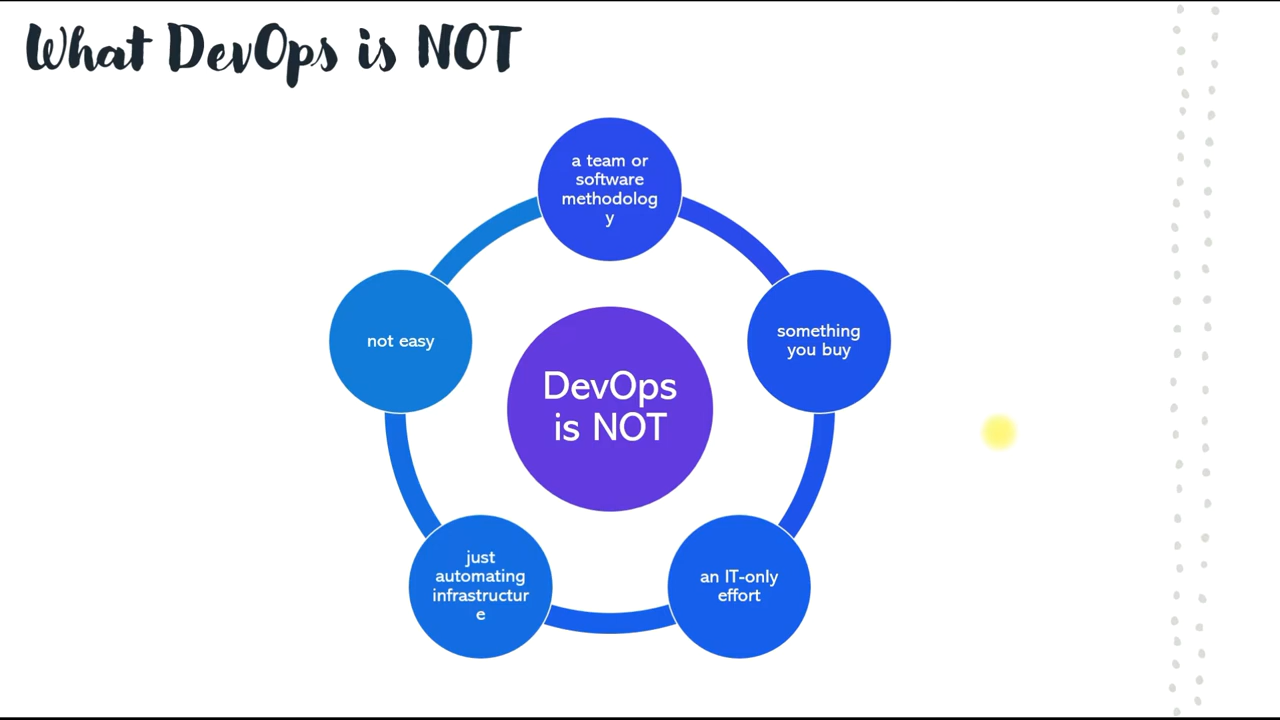 What DevOps is NOT
a team or
software
methodolog
y
not easy
something
you buy
DevOps
is NOT
just
automating
infrastructur
e
an IT-only
effort